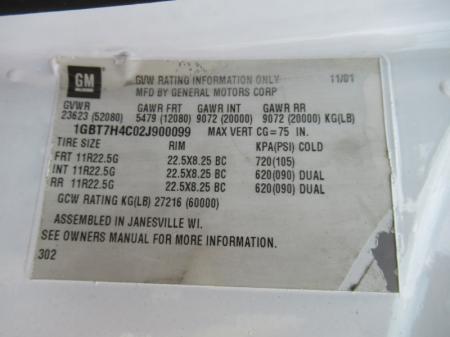 GM GVW RATING INFORMATION ONLY 11/01
MFD BY GENERAL MOTORS CORP
GVWR GAWR FRT GAWR INT GAWR RR
23623 (52080) 5479 (12080) 9072 (20000) 9072 (20000) KG(LB)
1GBT7H4C02J900099 MAX VERT CG=75 IN.
TIRE SIZE RIM KPA(PSI) COLD
FRT 11R22.5G 22.5X8.25 BC 720(105)
INT 11R22.5G 22.5X8.25 BC 620(090) DUAL
RR 11R22.5G 22.5X8.25 BC 620(090) DUAL
GCW RATING KG(LB) 27216 (60000)
ASSEMBLED IN JANESVILLE WI.
SEE OWNERS MANUAL FOR MORE INFORMATION.
302